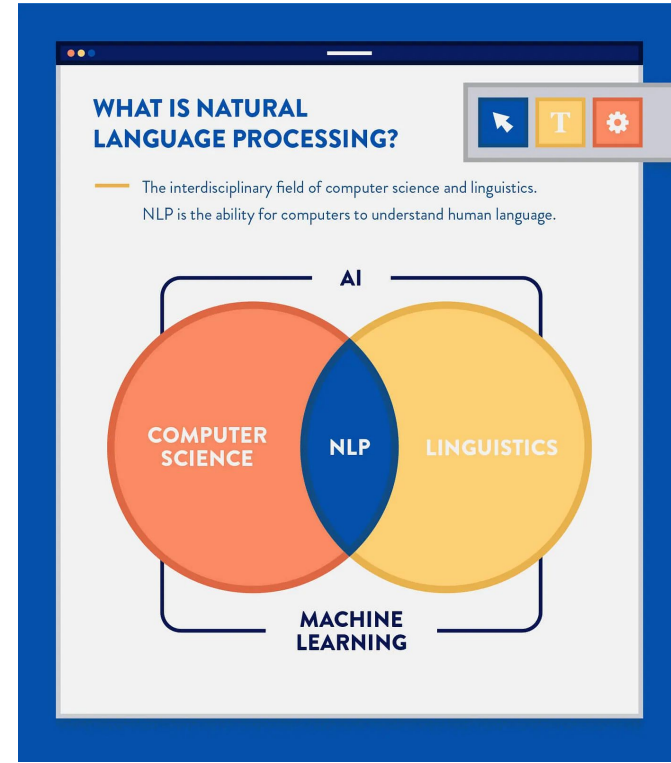 WHAT IS NATURAL
LANGUAGE PROCESSING?
T
The interdisciplinary field of computer science and linguistics.
NLP is the ability for computers to understand human language.
AI
COMPUTER
SCIENCE
NLP
LINGUISTICS
MACHINE
LEARNING